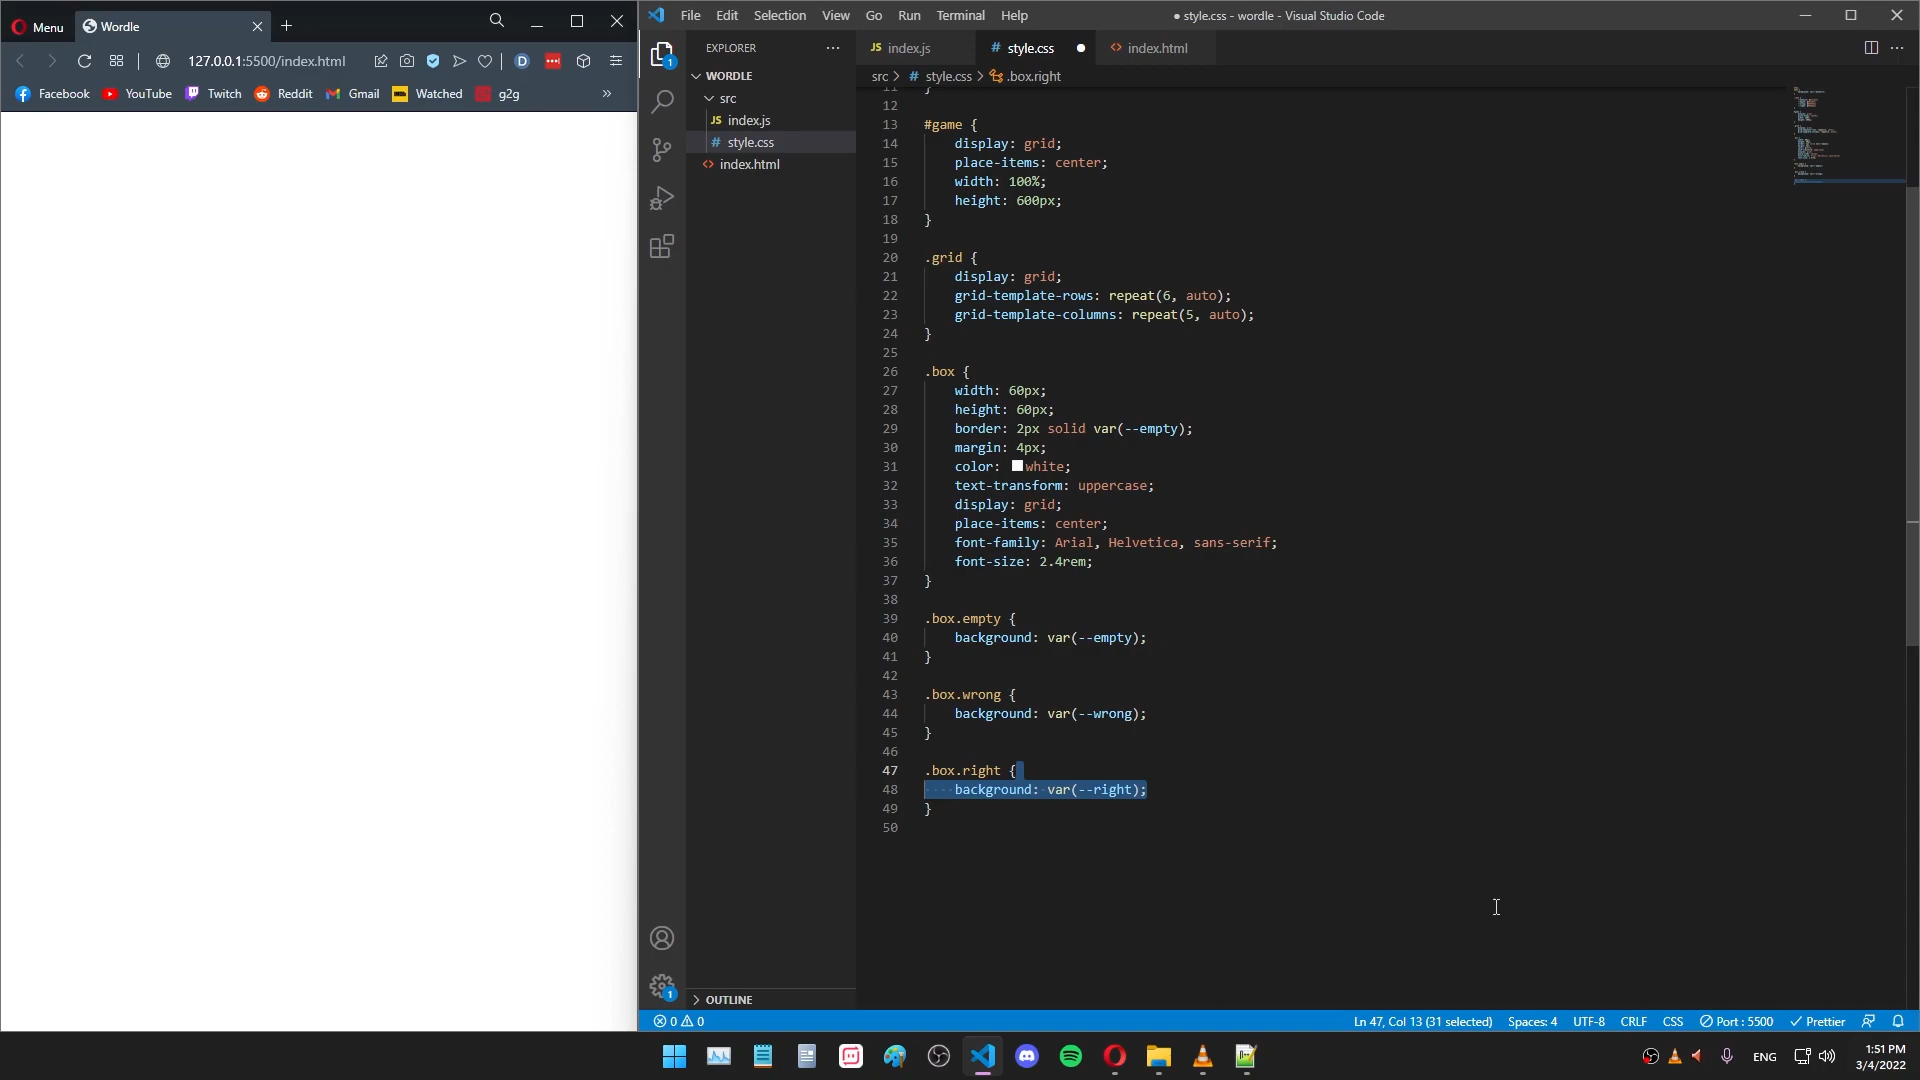 Menu
Wordle
127.0.0.1:5500/index.html
D
Facebook
YouTube
Twitch
Reddit
Gmail
Watched
g2g
File Edit Selection View Go Run Terminal Help
● style.css - wordle - Visual Studio Code
EXPLORER
WORDLE
src
JS index.js
# style.css
<> index.html
OUTLINE
JS index.js
# style.css ●
<> index.html
src > # style.css > .box.right
11 }
12
13 #game {
14 display: grid;
15 place-items: center;
16 width: 100%;
17 height: 600px;
18 }
19
20 .grid {
21 display: grid;
22 grid-template-rows: repeat(6, auto);
23 grid-template-columns: repeat(5, auto);
24 }
25
26 .box {
27 width: 60px;
28 height: 60px;
29 border: 2px solid var(--empty);
30 margin: 4px;
31 color: white;
32 text-transform: uppercase;
33 display: grid;
34 place-items: center;
35 font-family: Arial, Helvetica, sans-serif;
36 font-size: 2.4rem;
37 }
38
39 .box.empty {
40 background: var(--empty);
41 }
42
43 .box.wrong {
44 background: var(--wrong);
45 }
46
47 .box.right {
48 ····background:·var(--right);
49 }
50
1
1
0 0
Ln 47, Col 13 (31 selected) Spaces: 4 UTF-8 CRLF CSS Port : 5500 Prettier
ENG
1:51 PM
3/4/2022